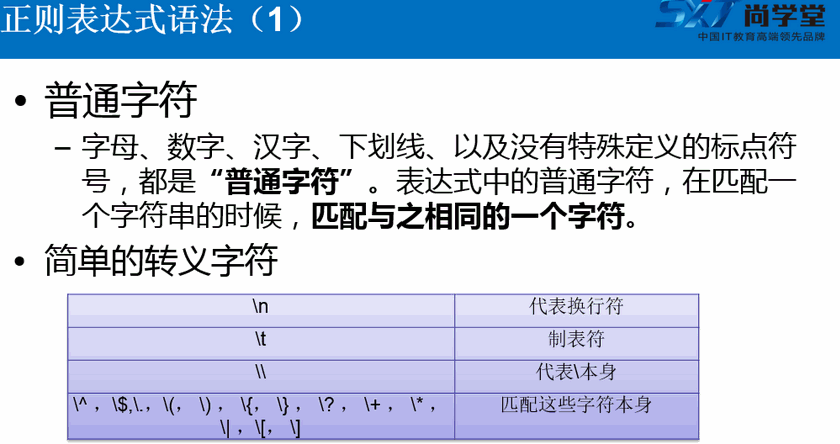 正则表达式语法（1）
SXT 尚学堂
中国IT教育高端领先品牌
• 普通字符
– 字母、数字、汉字、下划线、以及没有特殊定义的标点符
号，都是“普通字符”。表达式中的普通字符，在匹配一
个字符串的时候，匹配与之相同的一个字符。
• 简单的转义字符
\n 代表换行符
\t 制表符
\\ 代表\本身
\^ ， \$,\.， \(， \) ， \{， \} ， \? ， \+ ， \* ， 匹配这些字符本身
\| ， \[， \]